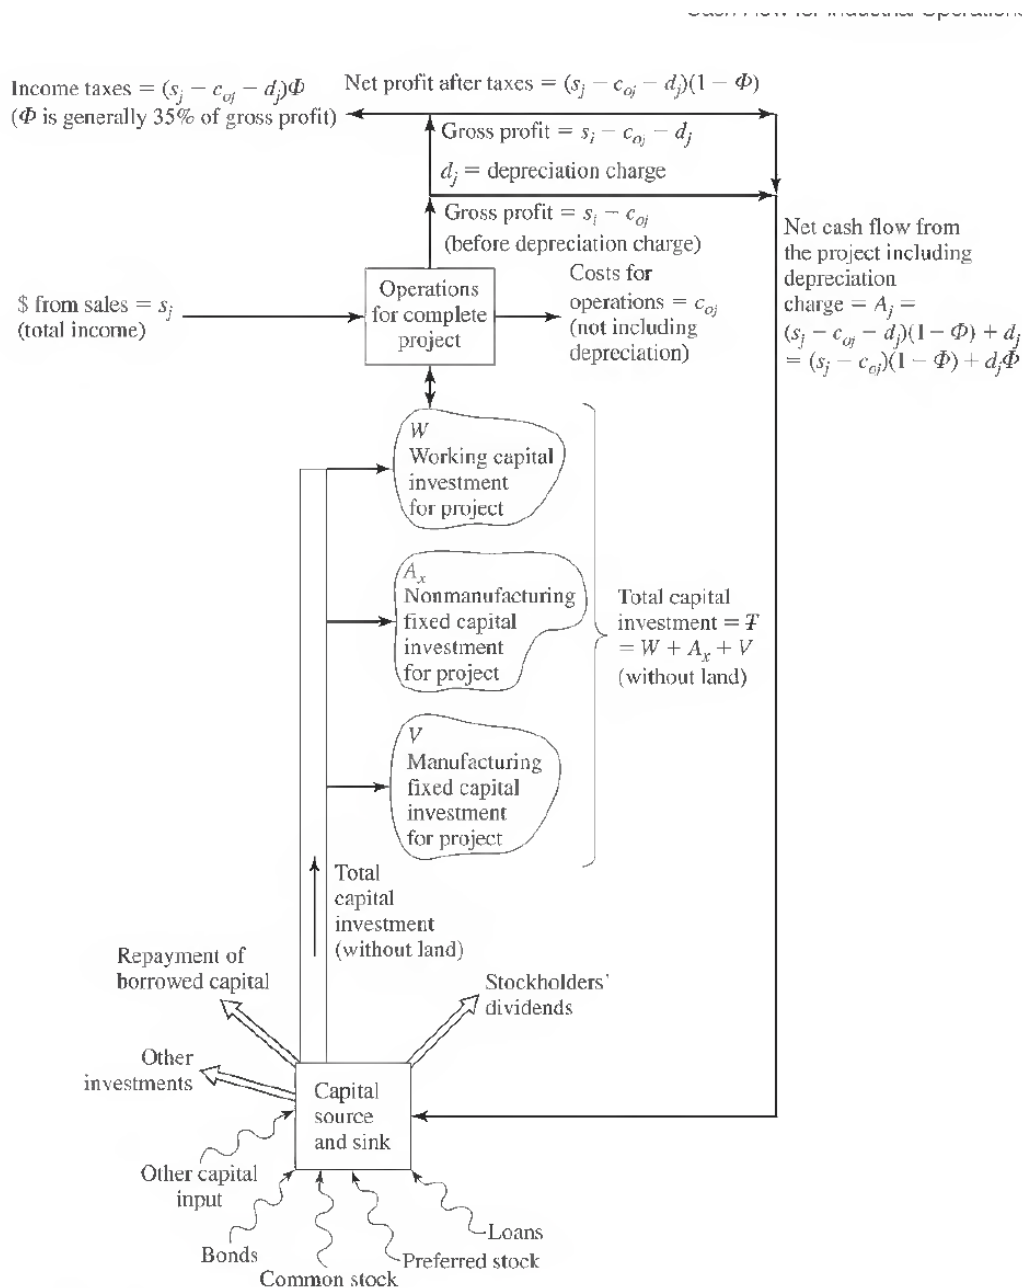 Income taxes = (s_j − c_oj − d_j)Φ
(Φ is generally 35% of gross profit)
Net profit after taxes = (s_j − c_oj − d_j)(1 − Φ)
Gross profit = s_i − c_oj − d_j
d_j = depreciation charge
Gross profit = s_i − c_oj
(before depreciation charge)
Net cash flow from
the project including
depreciation
charge = A_j =
(s_j − c_oj − d_j)(1 − Φ) + d_j
= (s_j − c_oj)(1 − Φ) + d_jΦ
$ from sales = s_j
(total income)
Operations
for complete
project
Costs for
operations = c_oj
(not including
depreciation)
W
Working capital
investment
for project
A_x
Nonmanufacturing
fixed capital
investment
for project
Total capital
investment = T
= W + A_x + V
(without land)
V
Manufacturing
fixed capital
investment
for project
Total
capital
investment
(without land)
Repayment of
borrowed capital
Stockholders'
dividends
Other
investments
Capital
source
and sink
Other capital
input
Bonds
Common stock
Preferred stock
Loans